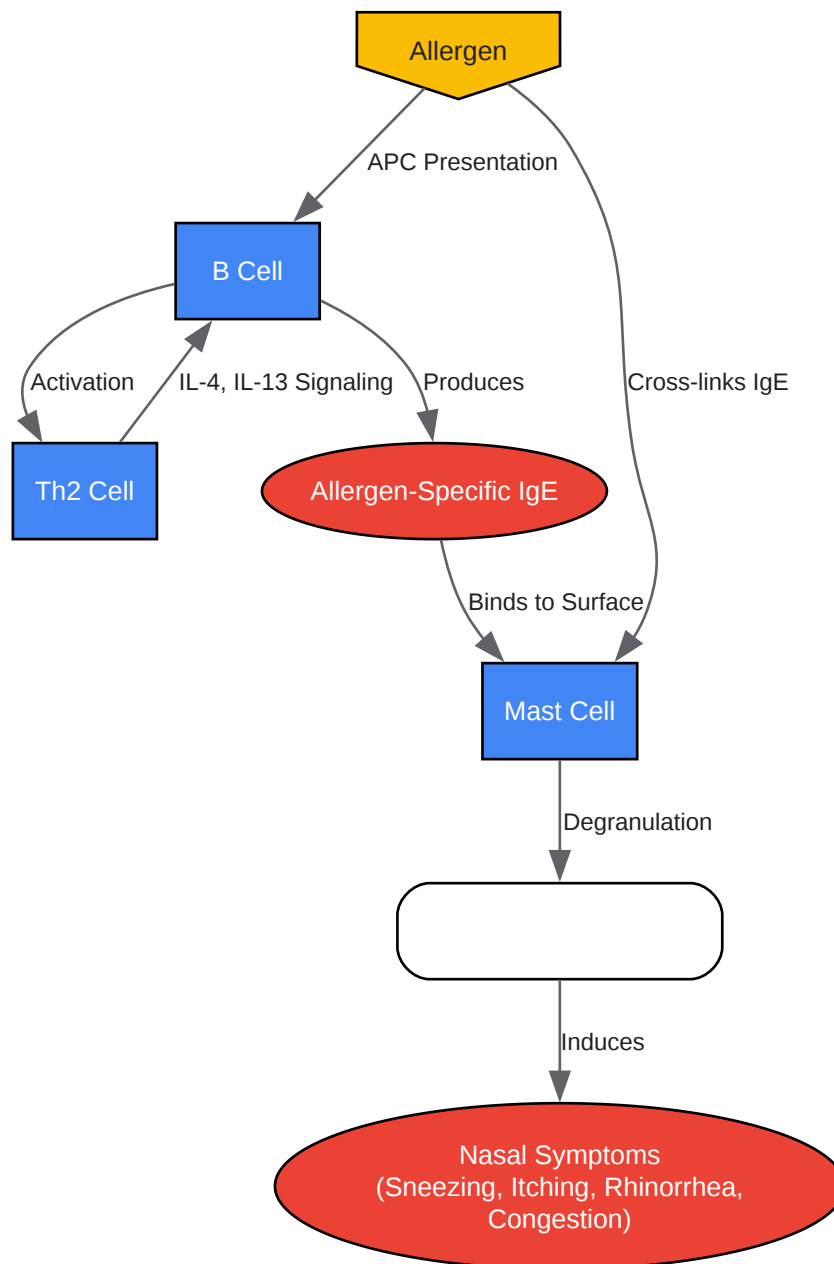 Allergen
APC Presentation
B Cell
Activation
IL-4, IL-13 Signaling
Produces
Cross-links IgE
Th2 Cell
Allergen-Specific IgE
Binds to Surface
Mast Cell
Degranulation
Induces
Nasal Symptoms
(Sneezing, Itching, Rhinorrhea,
Congestion)